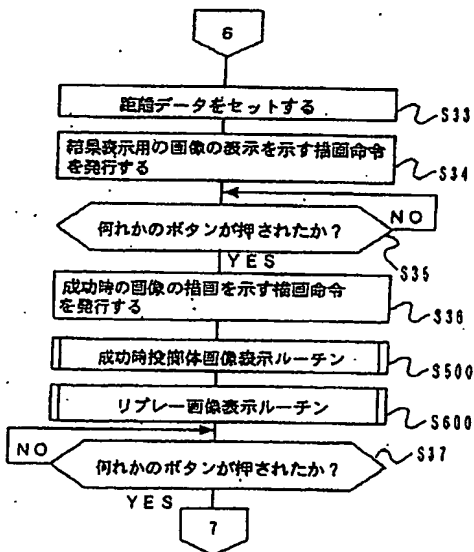 6
距離データをセットする
S33
結果表示用の画像の表示を示す描画命令
を発行する
S34
何れかのボタンが押されたか?
NO
S35
YES
成功時の画像の描画を示す描画命令
を発行する
S36
成功時投擲体画像表示ルーチン
S500
リプレー画像表示ルーチン
S600
NO
何れかのボタンが押されたか?
S37
YES
7